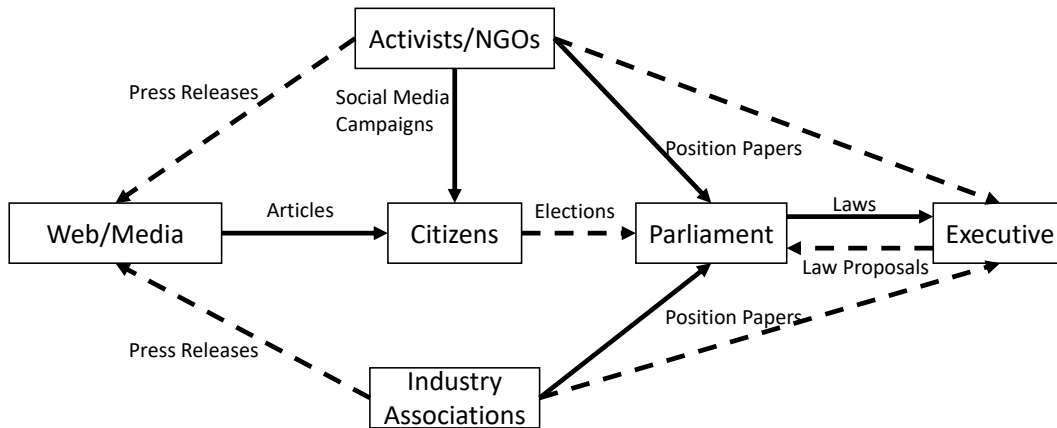 Activists/NGOs
Press Releases
Social Media
Campaigns
Position Papers
Articles
Elections
Laws
Web/Media
Citizens
Parliament
Executive
Law Proposals
Position Papers
Press Releases
Industry
Associations